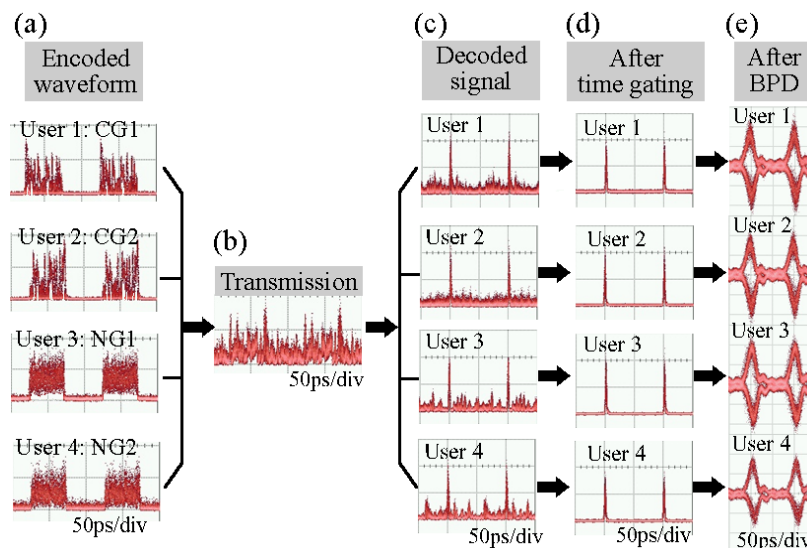 (a)
Encoded
waveform
User 1: CG1
User 2: CG2
User 3: NG1
User 4: NG2
50ps/div
(b)
Transmission
50ps/div
(c)
Decoded
signal
User 1
User 2
User 3
User 4
50ps/div
(d)
After
time gating
User 1
User 2
User 3
User 4
50ps/div
(e)
After
BPD
User 1
User 2
User 3
User 4
50ps/div